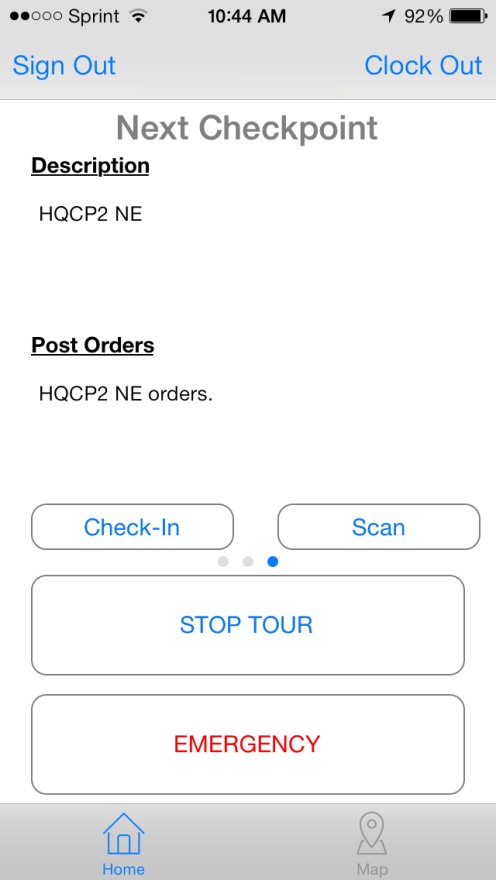 Sprint 10:44 AM 92%
Sign Out Clock Out
Next Checkpoint
Description
HQCP2 NE
Post Orders
HQCP2 NE orders.
Check-In Scan
STOP TOUR
EMERGENCY
Home Map